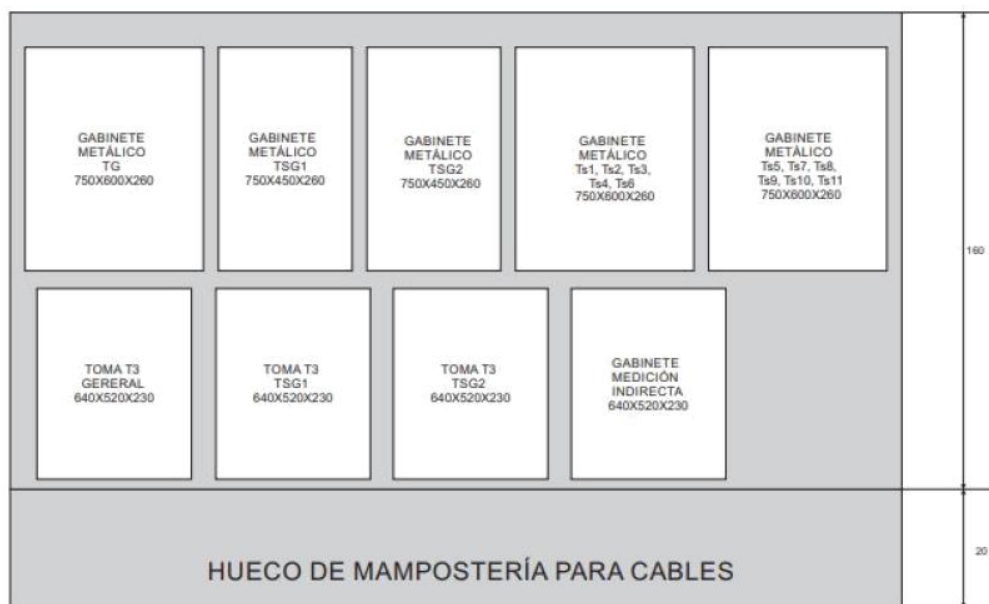 GABINETE
METÁLICO
TG
750X600X260
GABINETE
METÁLICO
TSG1
750X450X260
GABINETE
METÁLICO
TSG2
750X450X260
GABINETE
METÁLICO
Ts1, Ts2, Ts3,
Ts4, Ts6
750X600X260
GABINETE
METÁLICO
Ts5, Ts7, Ts8,
Ts9, Ts10, Ts11
750X600X260
160
TOMA T3
GERERAL
640X520X230
TOMA T3
TSG1
640X520X230
TOMA T3
TSG2
640X520X230
GABINETE
MEDICIÓN
INDIRECTA
640X520X230
20
HUECO DE MAMPOSTERÍA PARA CABLES